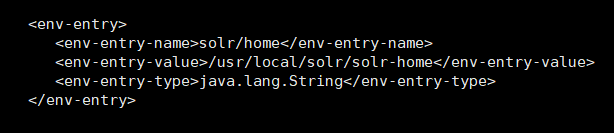 <env-entry>
<env-entry-name>solr/home</env-entry-name>
<env-entry-value>/usr/local/solr/solr-home</env-entry-value>
<env-entry-type>java.lang.String</env-entry-type>
</env-entry>